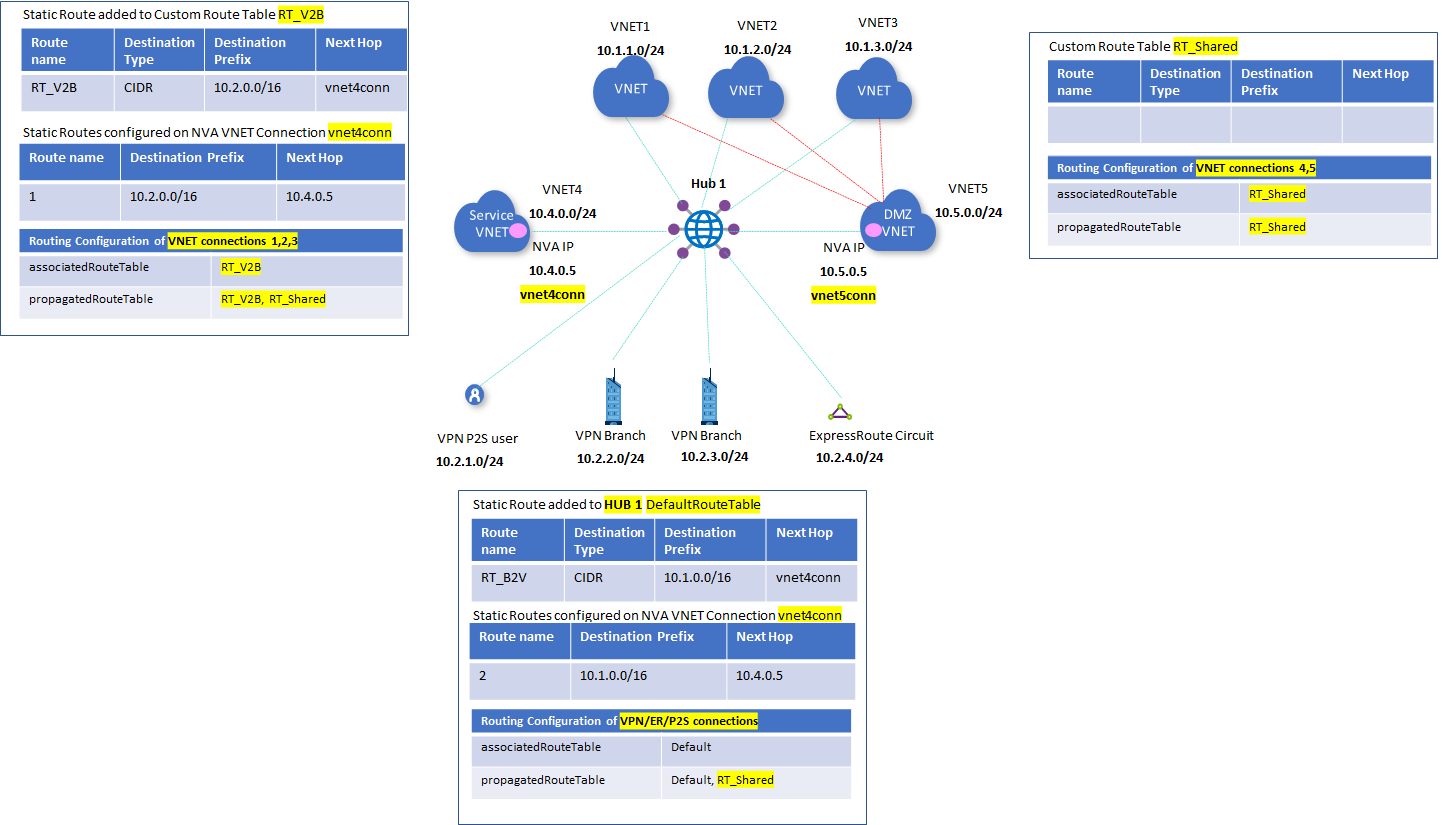 Static Route added to Custom Route Table RT_V2B
Route name
Destination Type
Destination Prefix
Next Hop
RT_V2B
CIDR
10.2.0.0/16
vnet4conn
Static Routes configured on NVA VNET Connection vnet4conn
Route name
Destination Prefix
Next Hop
1
10.2.0.0/16
10.4.0.5
Routing Configuration of VNET connections 1,2,3
associatedRouteTable
RT_V2B
propagatedRouteTable
RT_V2B, RT_Shared
VNET1
10.1.1.0/24
VNET
VNET2
10.1.2.0/24
VNET
VNET3
10.1.3.0/24
VNET
Hub 1
VNET4
10.4.0.0/24
Service
VNET
NVA IP
10.4.0.5
vnet4conn
VNET5
10.5.0.0/24
DMZ
VNET
NVA IP
10.5.0.5
vnet5conn
VPN P2S user
10.2.1.0/24
VPN Branch
10.2.2.0/24
VPN Branch
10.2.3.0/24
ExpressRoute Circuit
10.2.4.0/24
Custom Route Table RT_Shared
Route name
Destination Type
Destination Prefix
Next Hop
Routing Configuration of VNET connections 4,5
associatedRouteTable
RT_Shared
propagatedRouteTable
RT_Shared
Static Route added to HUB 1 DefaultRouteTable
Route name
Destination Type
Destination Prefix
Next Hop
RT_B2V
CIDR
10.1.0.0/16
vnet4conn
Static Routes configured on NVA VNET Connection vnet4conn
Route name
Destination Prefix
Next Hop
2
10.1.0.0/16
10.4.0.5
Routing Configuration of VPN/ER/P2S connections
associatedRouteTable
Default
propagatedRouteTable
Default, RT_Shared